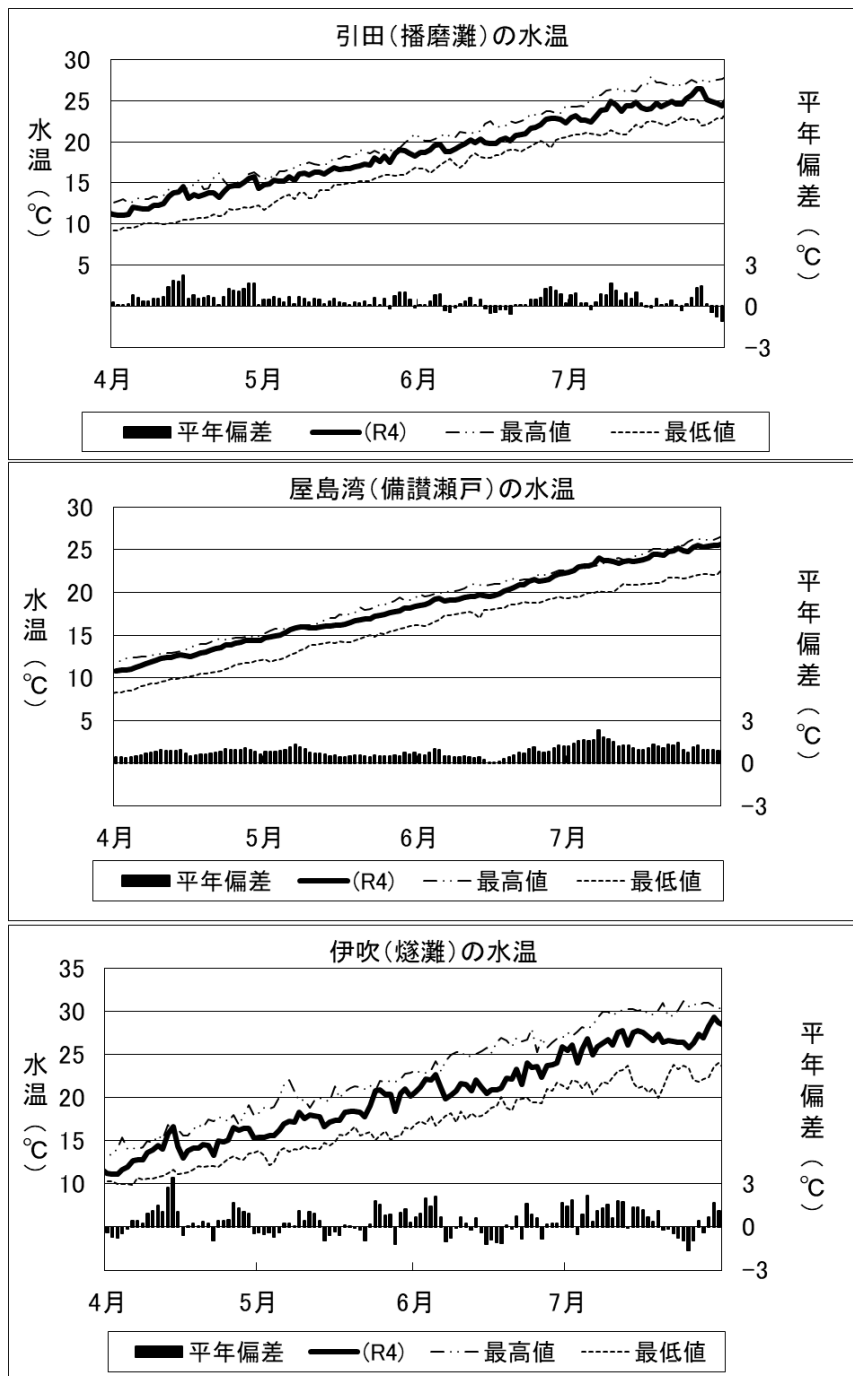 引田（播磨灘）の水温
水温（℃）
30
25
20
15
10
5
平年偏差（℃）
3
0
−3
4月 5月 6月 7月
平年偏差 (R4) 最高値 最低値
屋島湾（備讃瀬戸）の水温
水温（℃）
30
25
20
15
10
5
平年偏差（℃）
3
0
−3
4月 5月 6月 7月
平年偏差 (R4) 最高値 最低値
伊吹（燧灘）の水温
水温（℃）
35
30
25
20
15
10
平年偏差（℃）
3
0
−3
4月 5月 6月 7月
平年偏差 (R4) 最高値 最低値